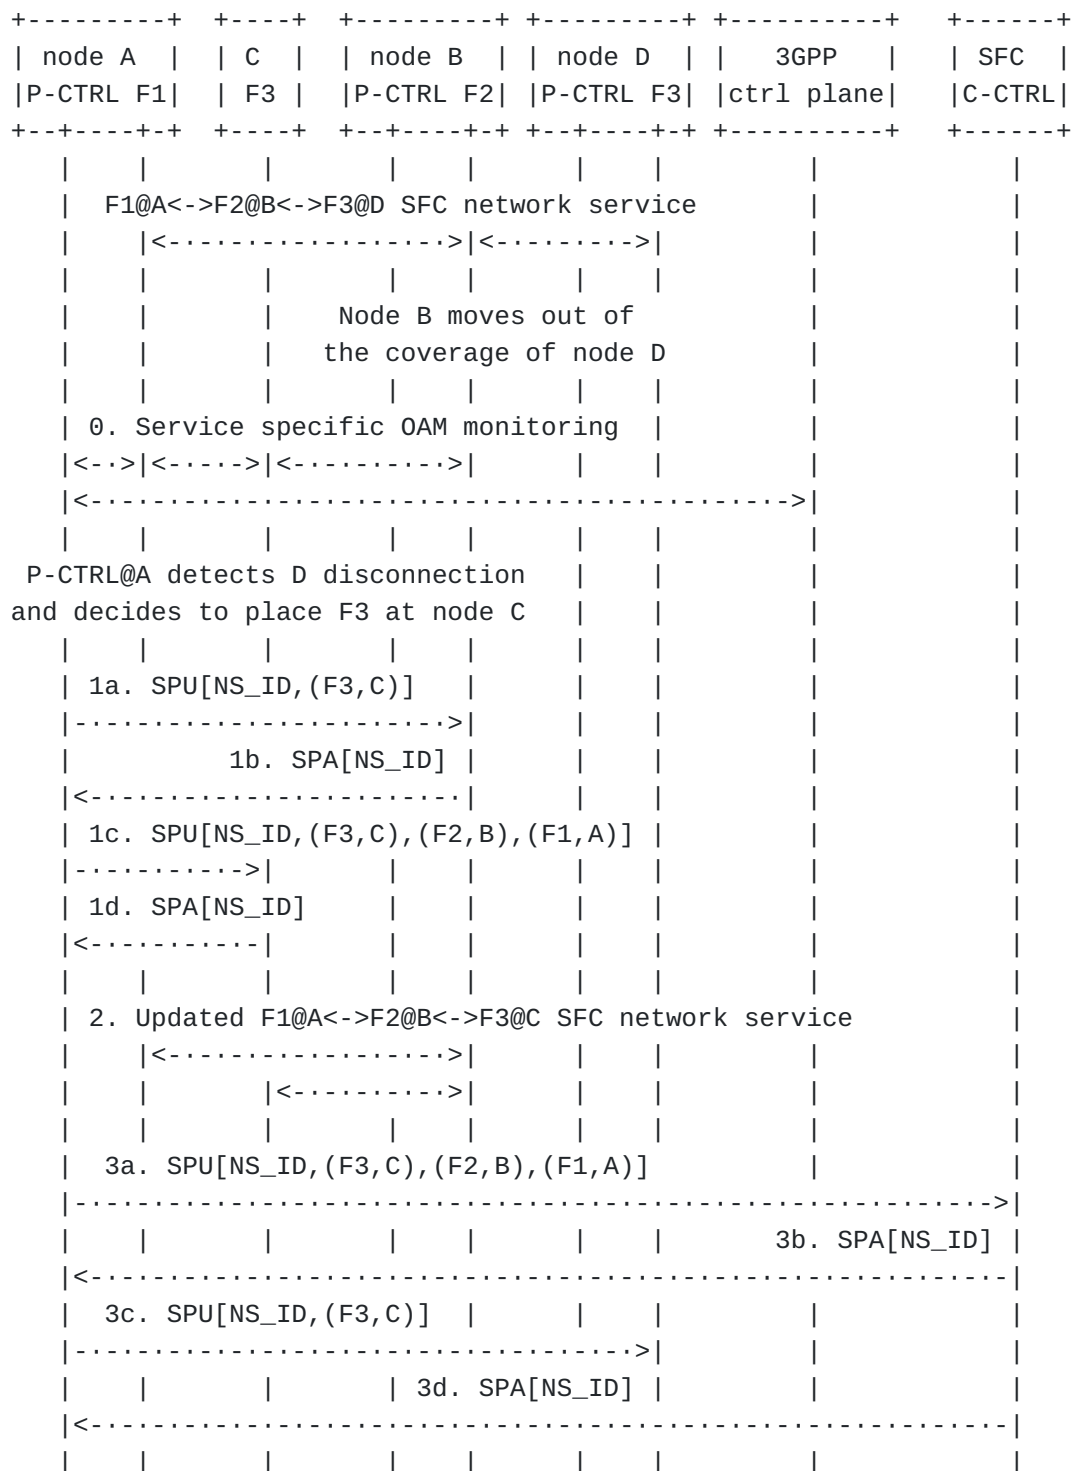 +---------+  +----+  +---------+ +---------+ +----------+   +------+
| node A  |  | C  |  | node B  | | node D  | |   3GPP   |   | SFC  |
|P-CTRL F1|  | F3 |  |P-CTRL F2| |P-CTRL F3| |ctrl plane|   |C-CTRL|
+--+----+-+  +----+  +--+----+-+ +--+----+-+ +----------+   +------+
   |    |       |       |    |      |    |         |            |
   |  F1@A<->F2@B<->F3@D SFC network service       |            |
   |    |<-·-·-·-·-·-·-·-·-·>|<-·-·-·-·->|         |            |
   |    |       |       |    |      |    |         |            |
   |    |       |    Node B moves out of           |            |
   |    |       |   the coverage of node D         |            |
   |    |       |       |    |      |    |         |            |
   | 0. Service specific OAM monitoring  |         |            |
   |<-·>|<-·-·->|<-·-·-·-·-·>|      |    |         |            |
   |<-·-·-·-·-·-·-·-·-·-·-·-·-·-·-·-·-·-·-·-·-·-·->|            |
   |    |       |       |    |      |    |         |            |
 P-CTRL@A detects D disconnection   |    |         |            |
and decides to place F3 at node C   |    |         |            |
   |    |       |       |    |      |    |         |            |
   | 1a. SPU[NS_ID,(F3,C)]   |      |    |         |            |
   |-·-·-·-·-·-·-·-·-·-·-·-·>|      |    |         |            |
   |          1b. SPA[NS_ID] |      |    |         |            |
   |<-·-·-·-·-·-·-·-·-·-·-·-·|      |    |         |            |
   | 1c. SPU[NS_ID,(F3,C),(F2,B),(F1,A)] |         |            |
   |-·-·-·-·-·->|       |    |      |    |         |            |
   | 1d. SPA[NS_ID]     |    |      |    |         |            |
   |<-·-·-·-·-·-|       |    |      |    |         |            |
   |    |       |       |    |      |    |         |            |
   | 2. Updated F1@A<->F2@B<->F3@C SFC network service          |
   |    |<-·-·-·-·-·-·-·-·-·>|      |    |         |            |
   |    |       |<-·-·-·-·-·>|      |    |         |            |
   |    |       |       |    |      |    |         |            |
   |  3a. SPU[NS_ID,(F3,C),(F2,B),(F1,A)]          |            |
   |-·-·-·-·-·-·-·-·-·-·-·-·-·-·-·-·-·-·-·-·-·-·-·-·-·-·-·-·-·->|
   |    |       |       |    |      |    |       3b. SPA[NS_ID] |
   |<-·-·-·-·-·-·-·-·-·-·-·-·-·-·-·-·-·-·-·-·-·-·-·-·-·-·-·-·-·-|
   |  3c. SPU[NS_ID,(F3,C)]  |      |    |         |            |
   |-·-·-·-·-·-·-·-·-·-·-·-·-·-·-·-·-·-·>|         |            |
   |    |       |       | 3d. SPA[NS_ID] |         |            |
   |<-·-·-·-·-·-·-·-·-·-·-·-·-·-·-·-·-·-·-·-·-·-·-·-·-·-·-·-·-·-|
   |    |       |       |    |      |    |         |            |